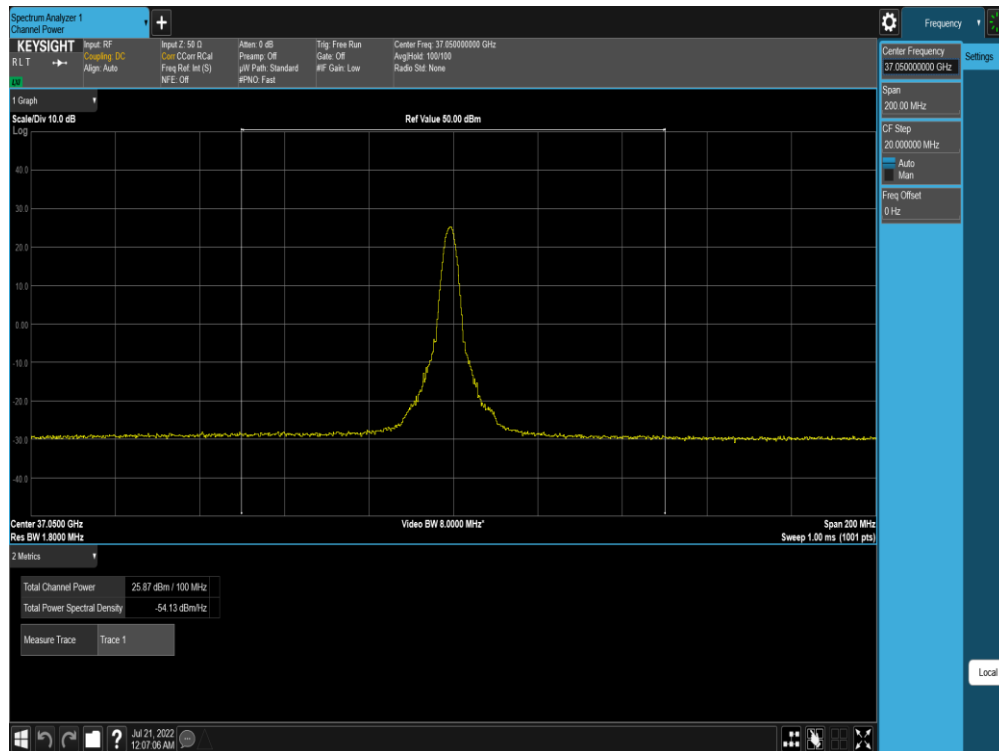 Spectrum Analyzer 1
Channel Power
+
Frequency
KEYSIGHT
RLT
LXI
Input: RF
Coupling: DC
Align: Auto
Input Z: 50 Ω
Corr CCorr RCal
Freq Ref: Int (S)
NFE: Off
Atten: 0 dB
Preamp: Off
µW Path: Standard
#PNO: Fast
Trig: Free Run
Gate: Off
#IF Gain: Low
Center Freq: 37.050000000 GHz
Avg|Hold: 100/100
Radio Std: None
Center Frequency
37.050000000 GHz
Settings
Span
200.00 MHz
CF Step
20.000000 MHz
Auto
Man
Freq Offset
0 Hz
1 Graph
Scale/Div 10.0 dB
Ref Value 50.00 dBm
Log
40.0
30.0
20.0
10.0
0.00
-10.0
-20.0
-30.0
-40.0
Center 37.0500 GHz
Video BW 8.0000 MHz*
Span 200 MHz
Res BW 1.8000 MHz
Sweep 1.00 ms (1001 pts)
2 Metrics
Total Channel Power 25.87 dBm / 100 MHz
Total Power Spectral Density -54.13 dBm/Hz
Measure Trace Trace 1
Local
?
Jul 21, 2022
12:07:06 AM